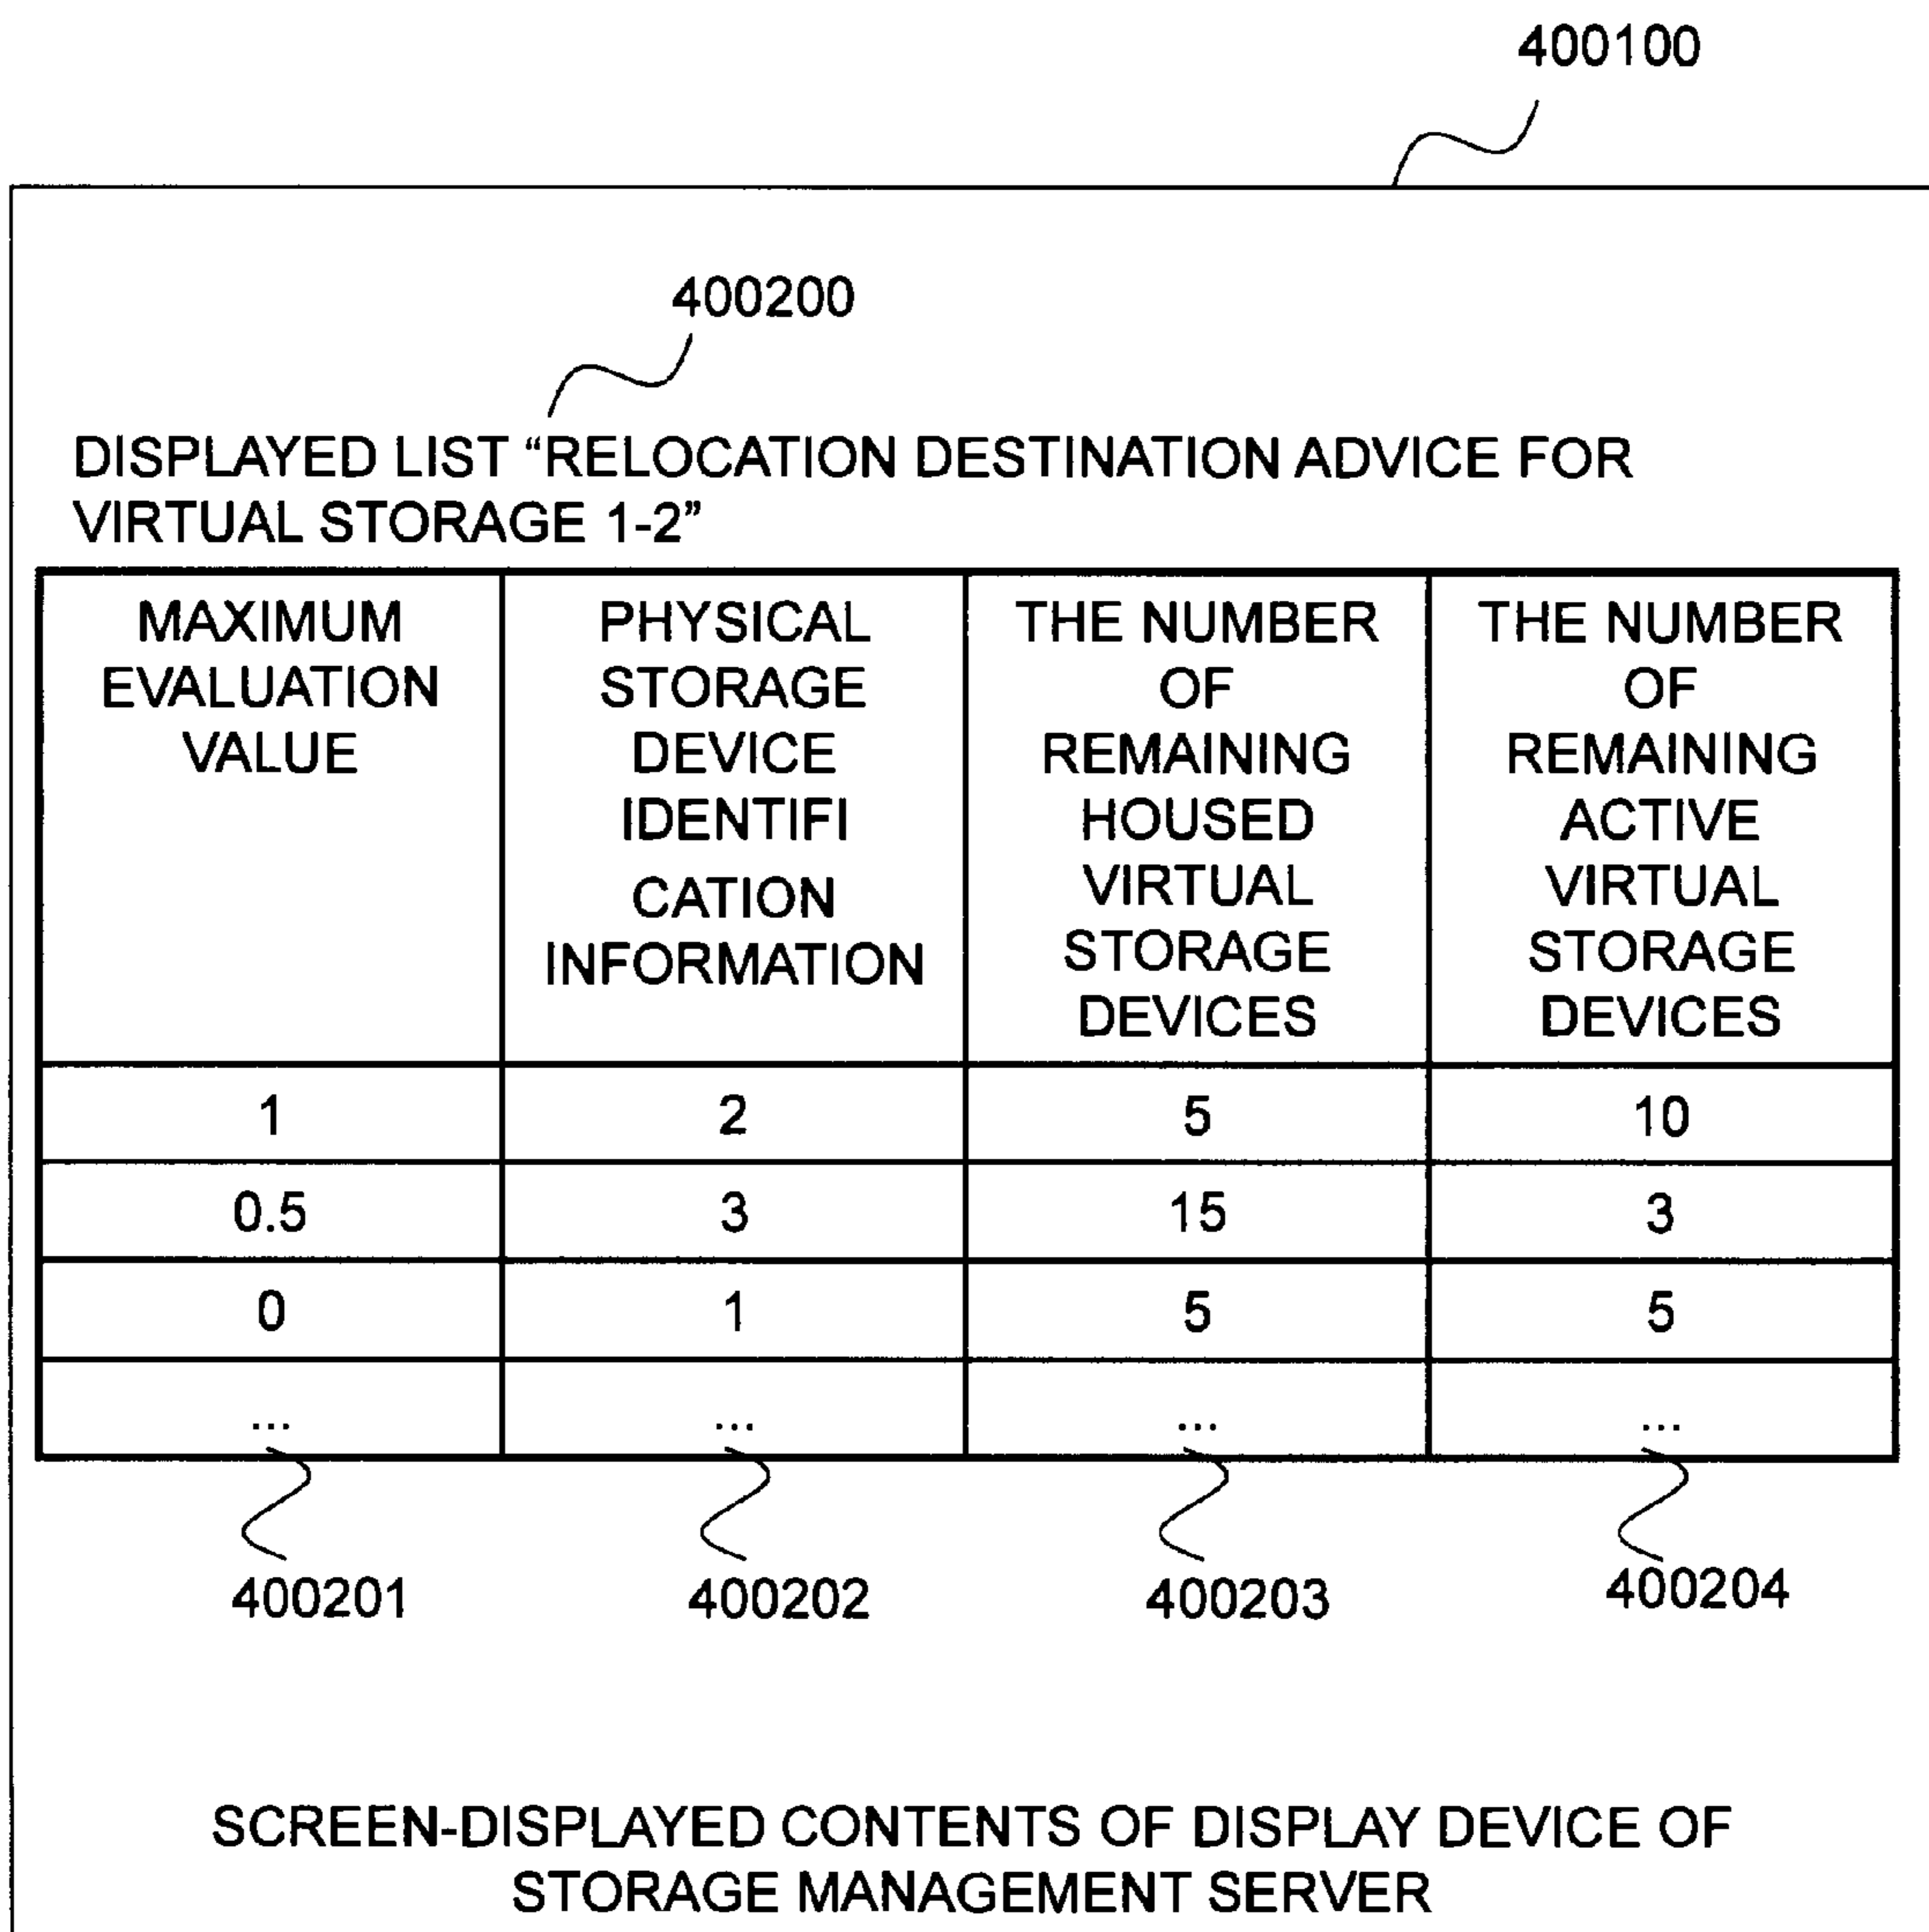 400100
400200
DISPLAYED LIST “RELOCATION DESTINATION ADVICE FOR
VIRTUAL STORAGE 1-2”
MAXIMUM
EVALUATION
VALUE
PHYSICAL
STORAGE
DEVICE
IDENTIFI
CATION
INFORMATION
THE NUMBER
OF
REMAINING
HOUSED
VIRTUAL
STORAGE
DEVICES
THE NUMBER
OF
REMAINING
ACTIVE
VIRTUAL
STORAGE
DEVICES
1 2 5 10
0.5 3 15 3
0 1 5 5
... ... ... ...
400201 400202 400203 400204
SCREEN-DISPLAYED CONTENTS OF DISPLAY DEVICE OF
STORAGE MANAGEMENT SERVER